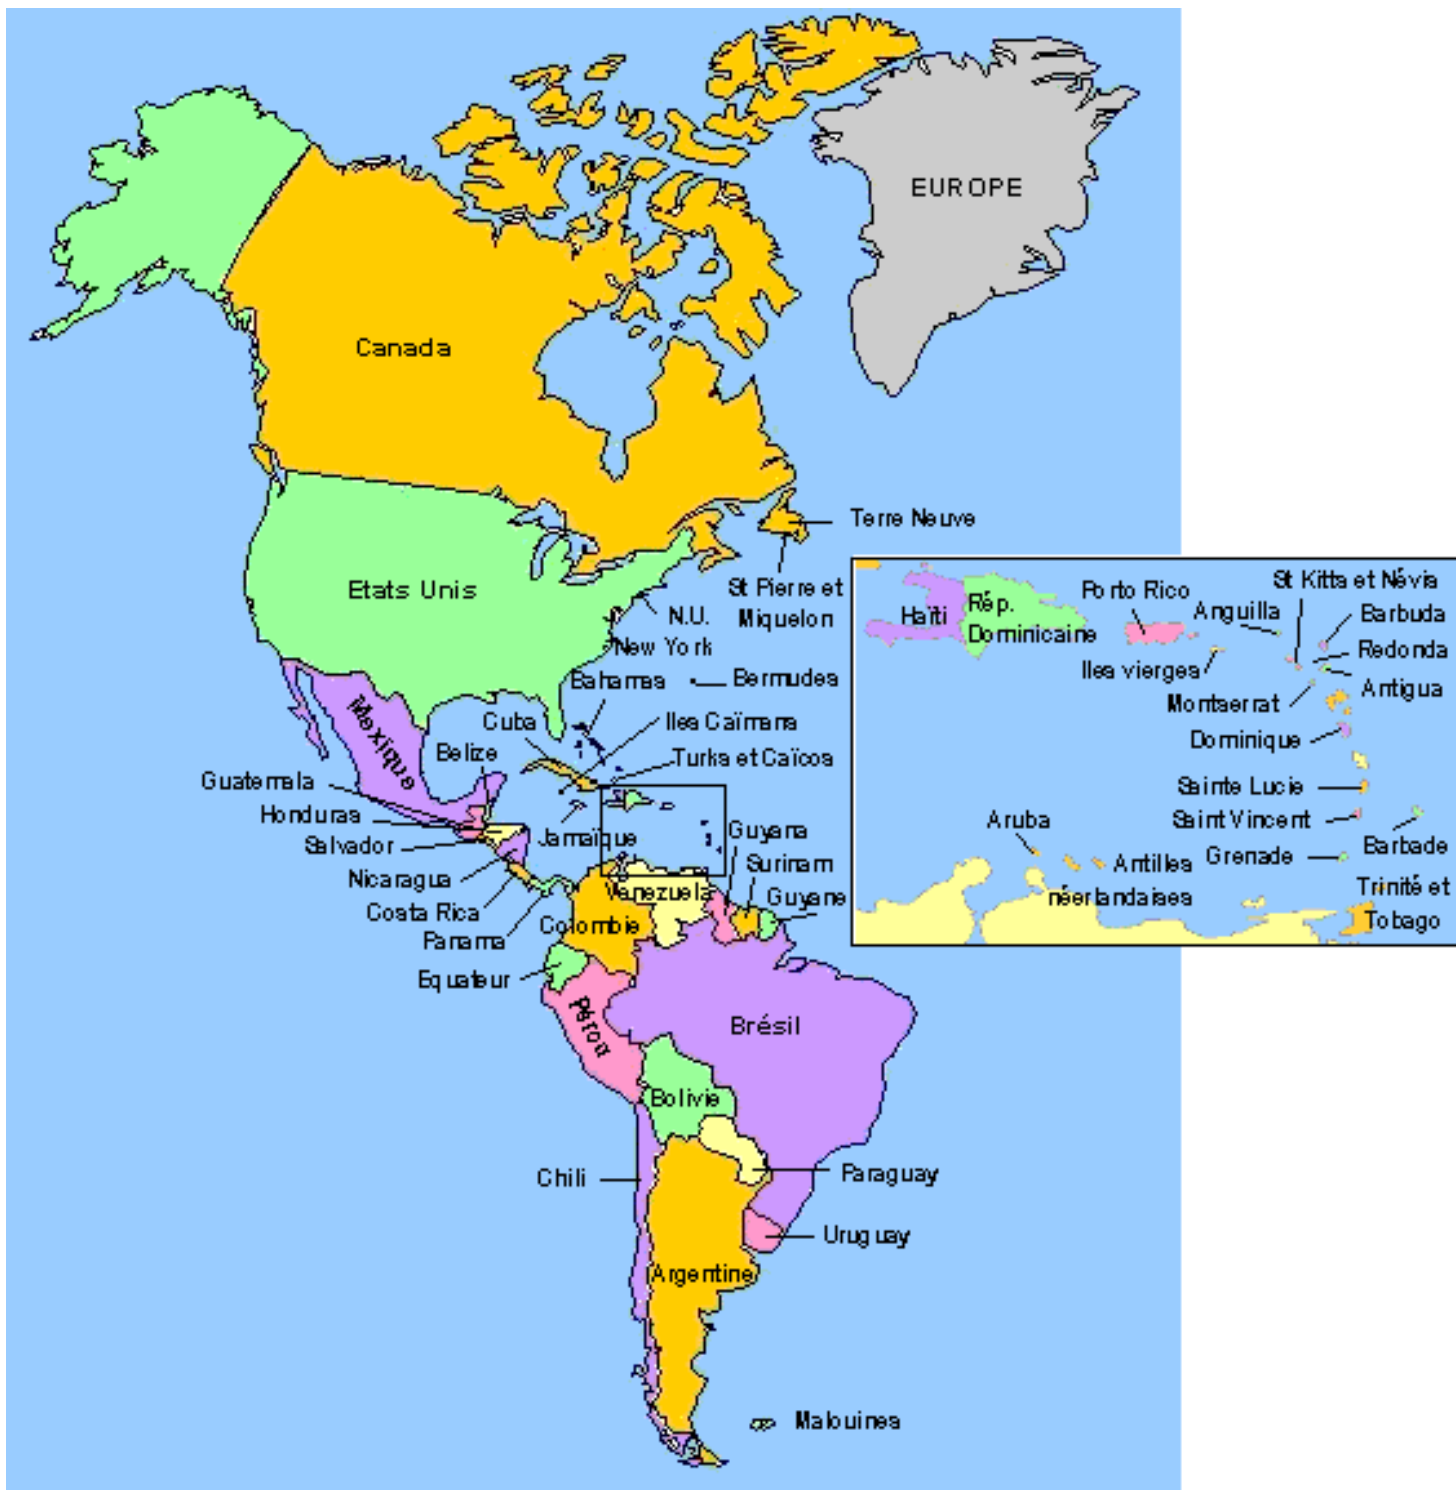 EUROPE
Canada
Terre Neuve
Etats Unis
St Pierre et
Miquelon
N.U.
New York
Bahamas
Bermudes
Mexique
Cuba
Iles Caïmans
Belize
Turks et Caïcos
Guatemala
Honduras
Jamaïque
Salvador
Guyana
Surinam
Nicaragua
Vanezuela
Guyane
Costa Rica
Colombie
Panama
Equateur
Pérou
Brésil
Bolivie
Chili
Paraguay
Uruguay
Argentine
Malouines
St Kitts et Névis
Porto Rico
Haïti
Rép.
Dominicaine
Anguilla
Barbuda
Redonda
Iles vierges
Antigua
Montserrat
Dominique
Sainte Lucie
Saint Vincent
Aruba
Barbade
Grenade
Antilles
néerlandaises
Trinité et
Tobago